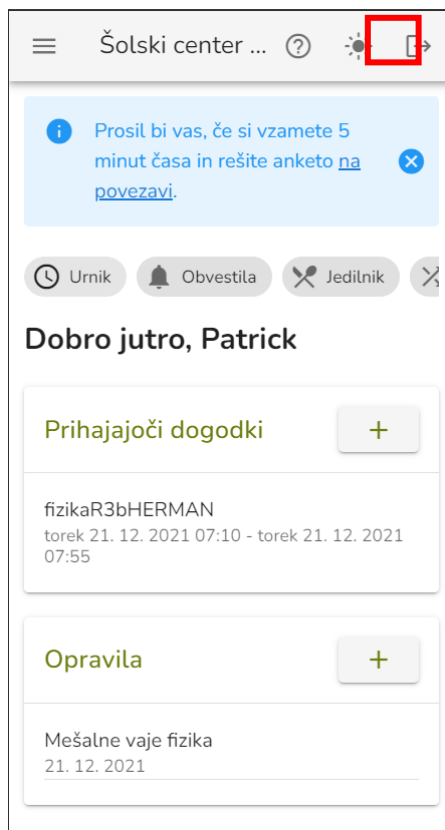 Šolski center ...
Prosil bi vas, če si vzamete 5
minut časa in rešite anketo na
povezavi.
Urnik Obvestila Jedilnik
Dobro jutro, Patrick
Prihajajoči dogodki +
fizikaR3bHERMAN
torek 21. 12. 2021 07:10 - torek 21. 12. 2021
07:55
Opravila +
Mešalne vaje fizika
21. 12. 2021